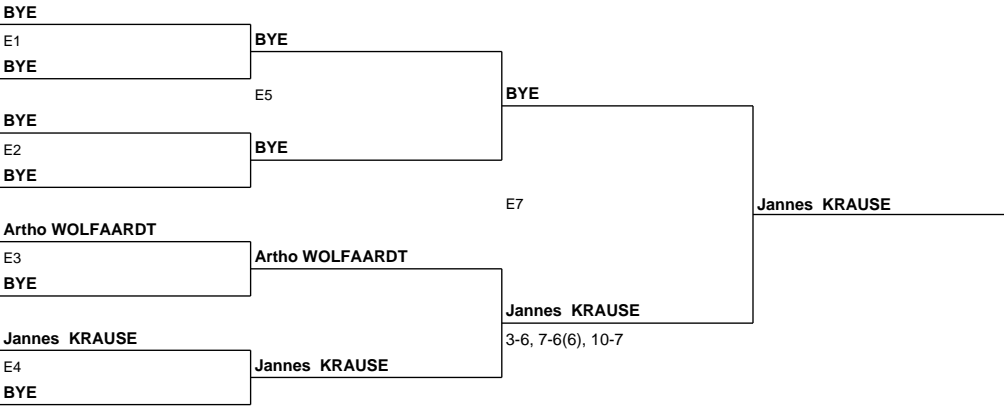 BYE
E1
BYE
BYE
E5
BYE
BYE
E2
BYE
BYE
E7
Jannes KRAUSE
Artho WOLFAARDT
E3
Artho WOLFAARDT
BYE
Jannes KRAUSE
3-6, 7-6(6), 10-7
Jannes KRAUSE
E4
Jannes KRAUSE
BYE